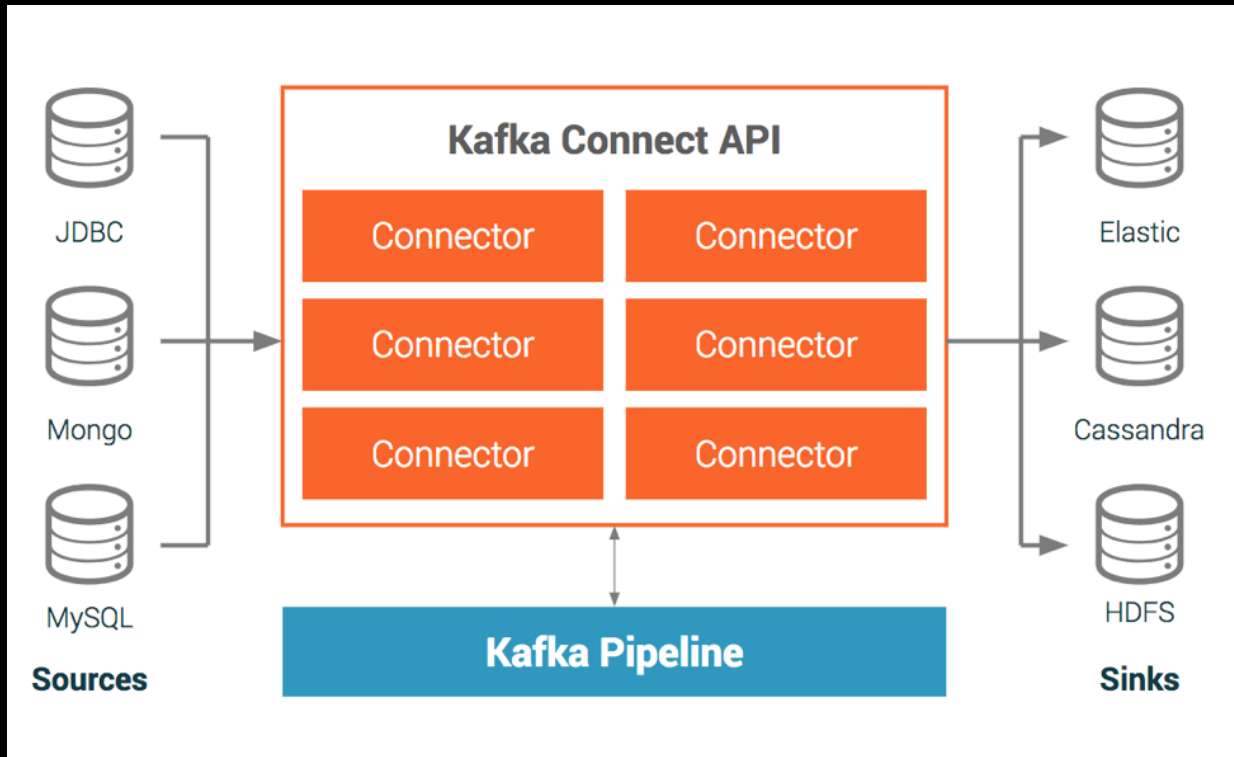 Kafka Connect API
JDBC
Connector
Connector
Elastic
Mongo
Connector
Connector
Cassandra
Connector
Connector
MySQL
HDFS
Kafka Pipeline
Sources
Sinks